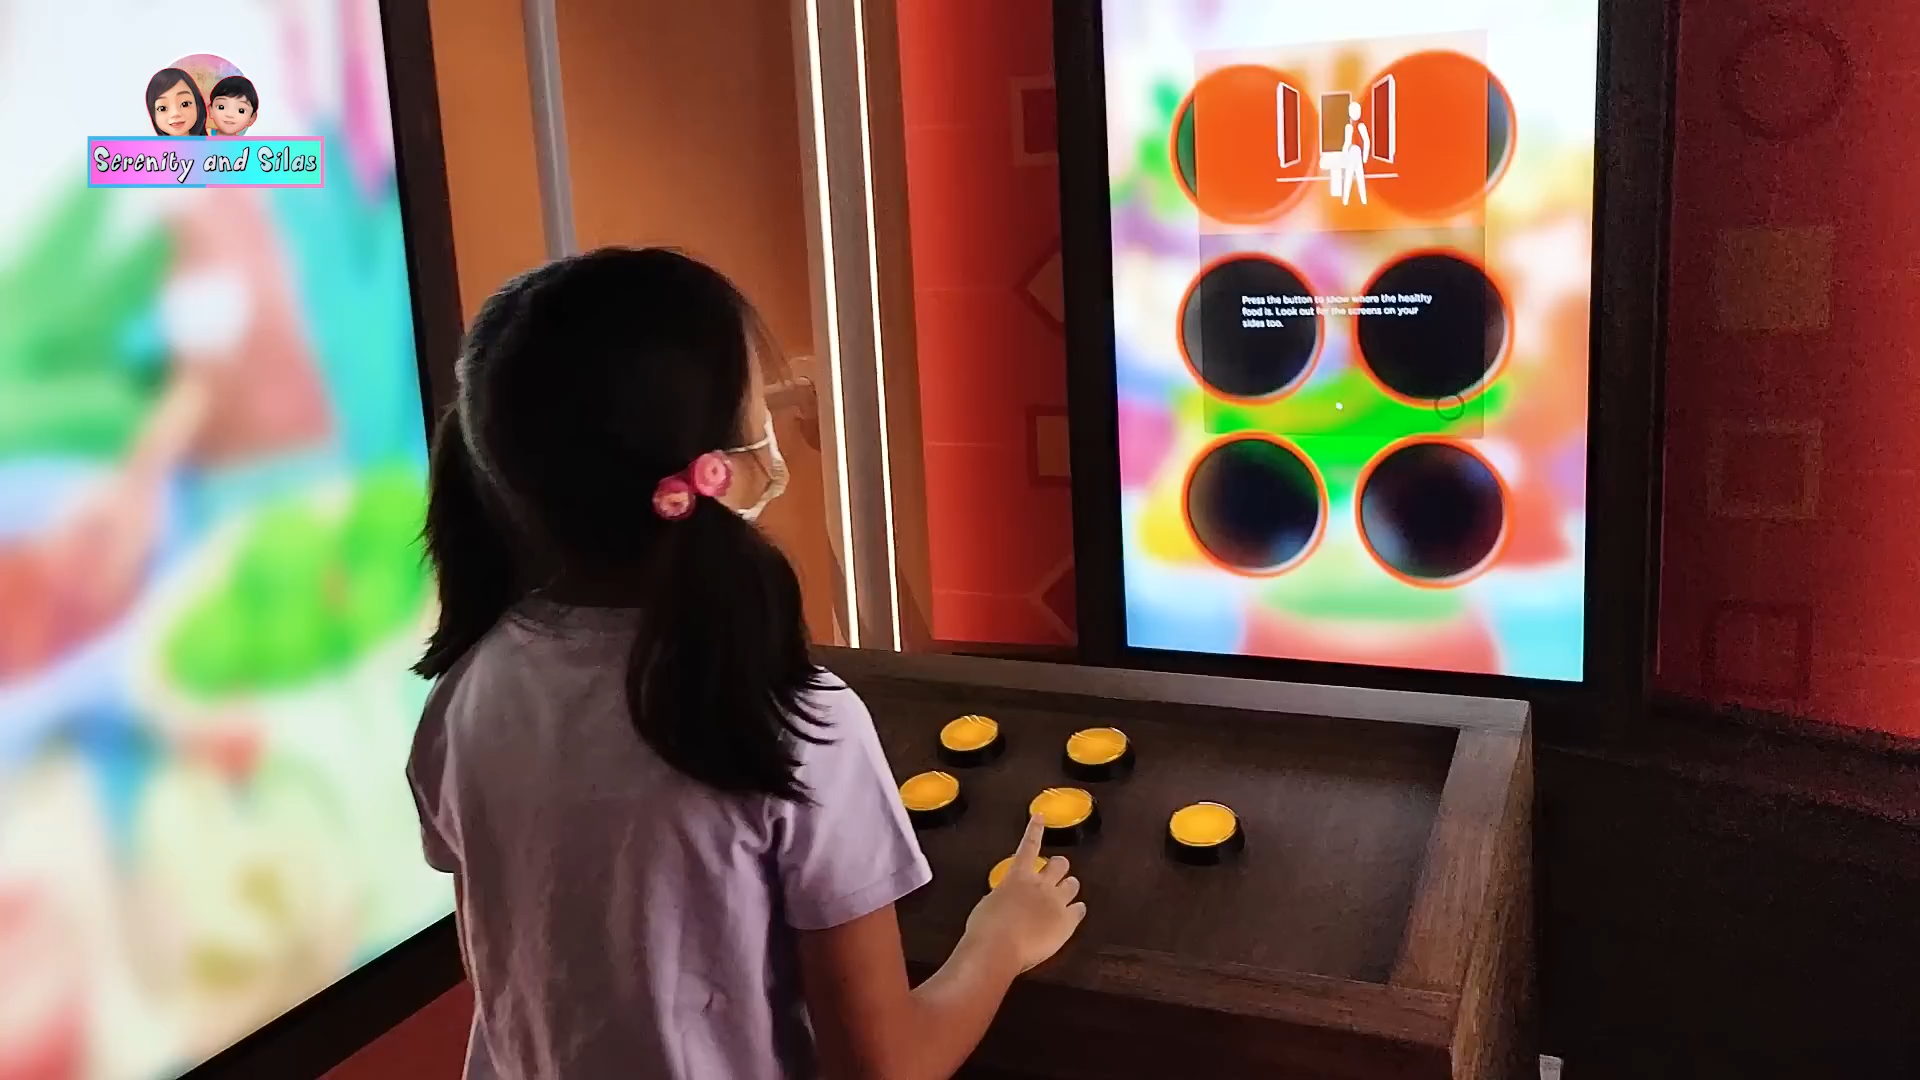 Serenity and Silas
Press the button to show where the healthy
food is. Look out for the screens on your
sides too.